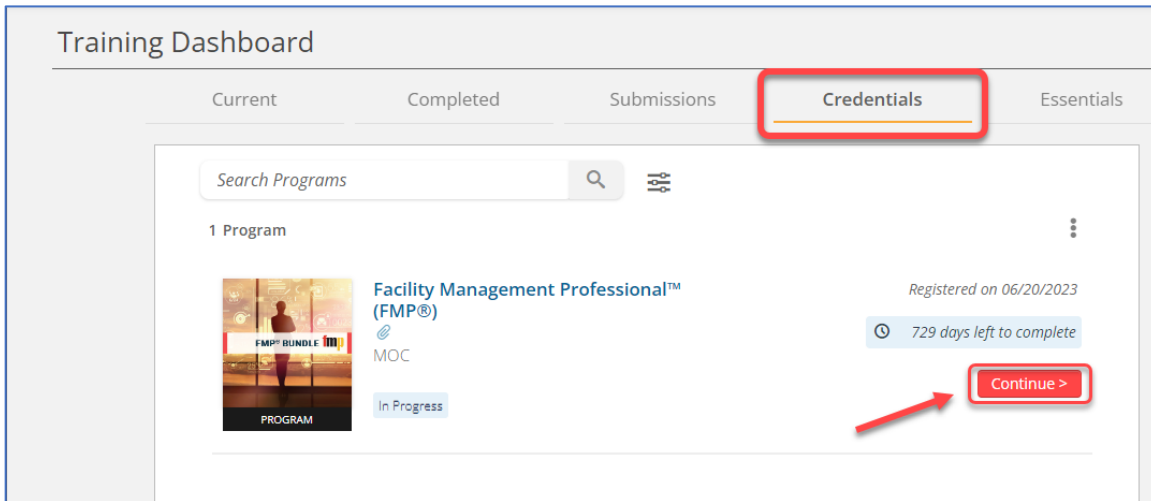 Training Dashboard
Current
Completed
Submissions
Credentials
Essentials
Search Programs
1 Program
FMP® BUNDLE fmp
PROGRAM
Facility Management Professional™
(FMP®)
MOC
In Progress
Registered on 06/20/2023
729 days left to complete
Continue >